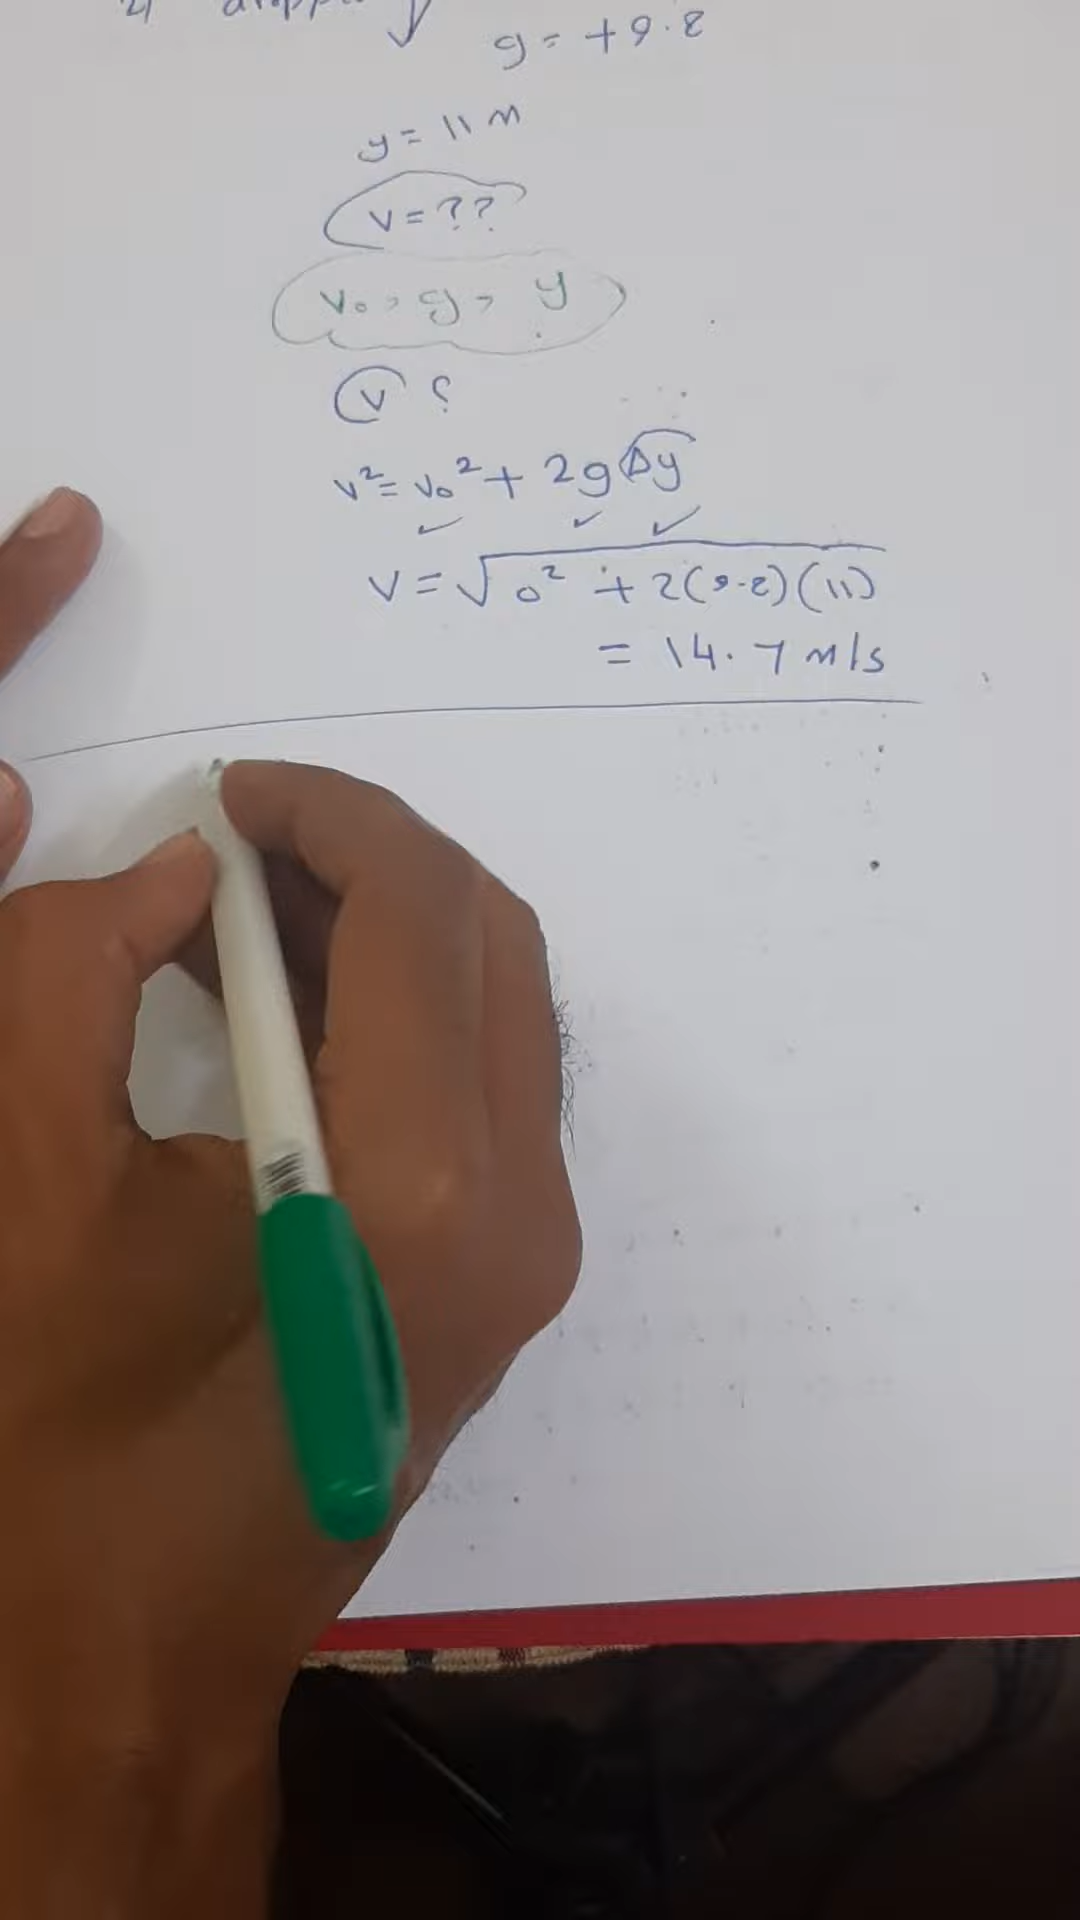 g = +9.8
y = 11 m
v = ??
v₀ , g , y
v ?
v² = v₀² + 2gΔy
v = √0² + 2(9.8)(11)
= 14.7 m/s